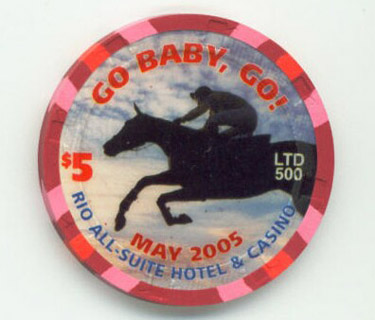 GO BABY, GO!
$5
LTD
500
MAY 2005
RIO ALL-SUITE HOTEL & CASINO